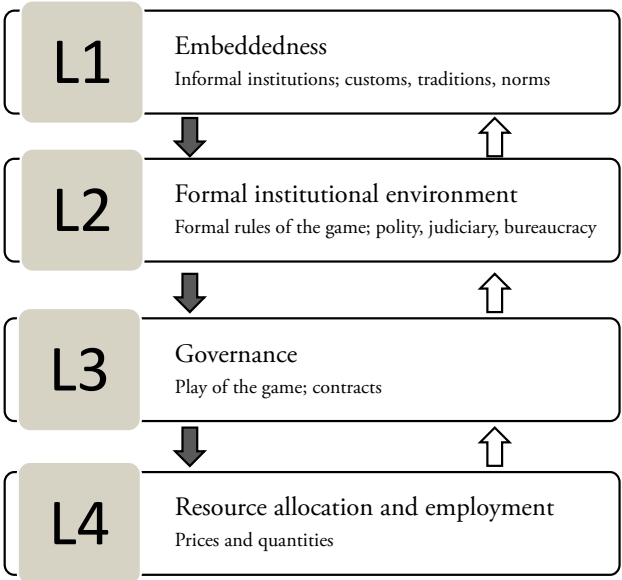 L1
Embeddedness
Informal institutions; customs, traditions, norms
L2
Formal institutional environment
Formal rules of the game; polity, judiciary, bureaucracy
L3
Governance
Play of the game; contracts
L4
Resource allocation and employment
Prices and quantities